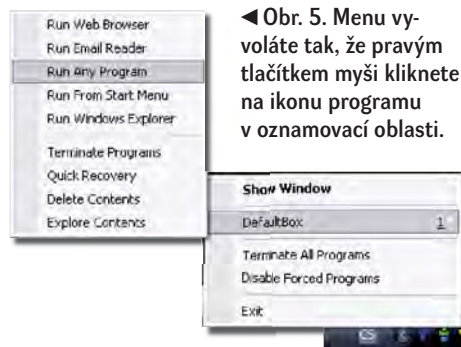 Run Web Browser
Run Email Reader
Run Any Program
Run From Start Menu
Run Windows Explorer
Terminate Programs
Quick Recovery
Delete Contents
Explore Contents
◄ Obr. 5. Menu vy-
voláte tak, že pravým
tlačítkem myši kliknete
na ikonu programu
v oznamovací oblasti.
Show Window
DefaultBox 1
Terminate All Programs
Disable Forced Programs
Exit
CS